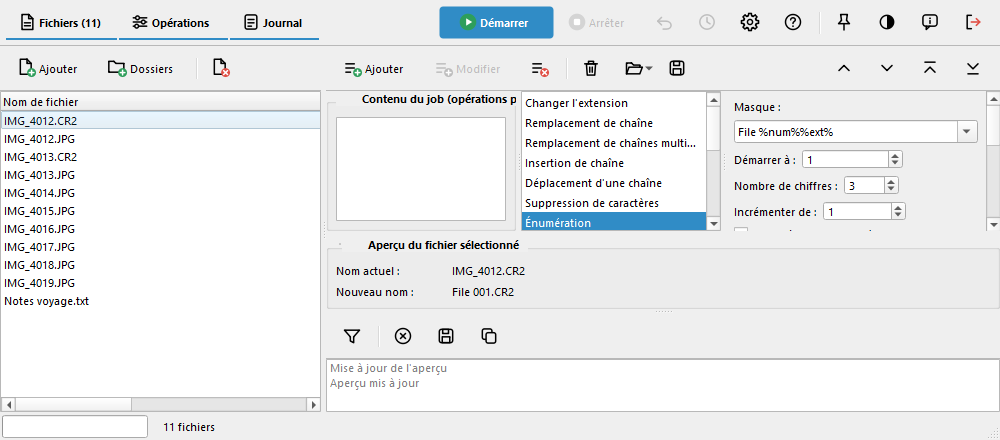 Fichiers (11)
Opérations
Journal
Démarrer
Arrêter
Ajouter
Dossiers
Ajouter
Modifier
Nom de fichier
IMG_4012.CR2
IMG_4012.JPG
IMG_4013.CR2
IMG_4013.JPG
IMG_4014.JPG
IMG_4015.JPG
IMG_4016.JPG
IMG_4017.JPG
IMG_4018.JPG
IMG_4019.JPG
Notes voyage.txt
Contenu du job (opérations p
Changer l'extension
Remplacement de chaîne
Remplacement de chaînes multi...
Insertion de chaîne
Déplacement d'une chaîne
Suppression de caractères
Énumération
Masque :
File %num%%ext%
Démarrer à : 1
Nombre de chiffres : 3
Incrémenter de : 1
Aperçu du fichier sélectionné
Nom actuel : IMG_4012.CR2
Nouveau nom : File 001.CR2
Mise à jour de l'aperçu
Aperçu mis à jour
11 fichiers